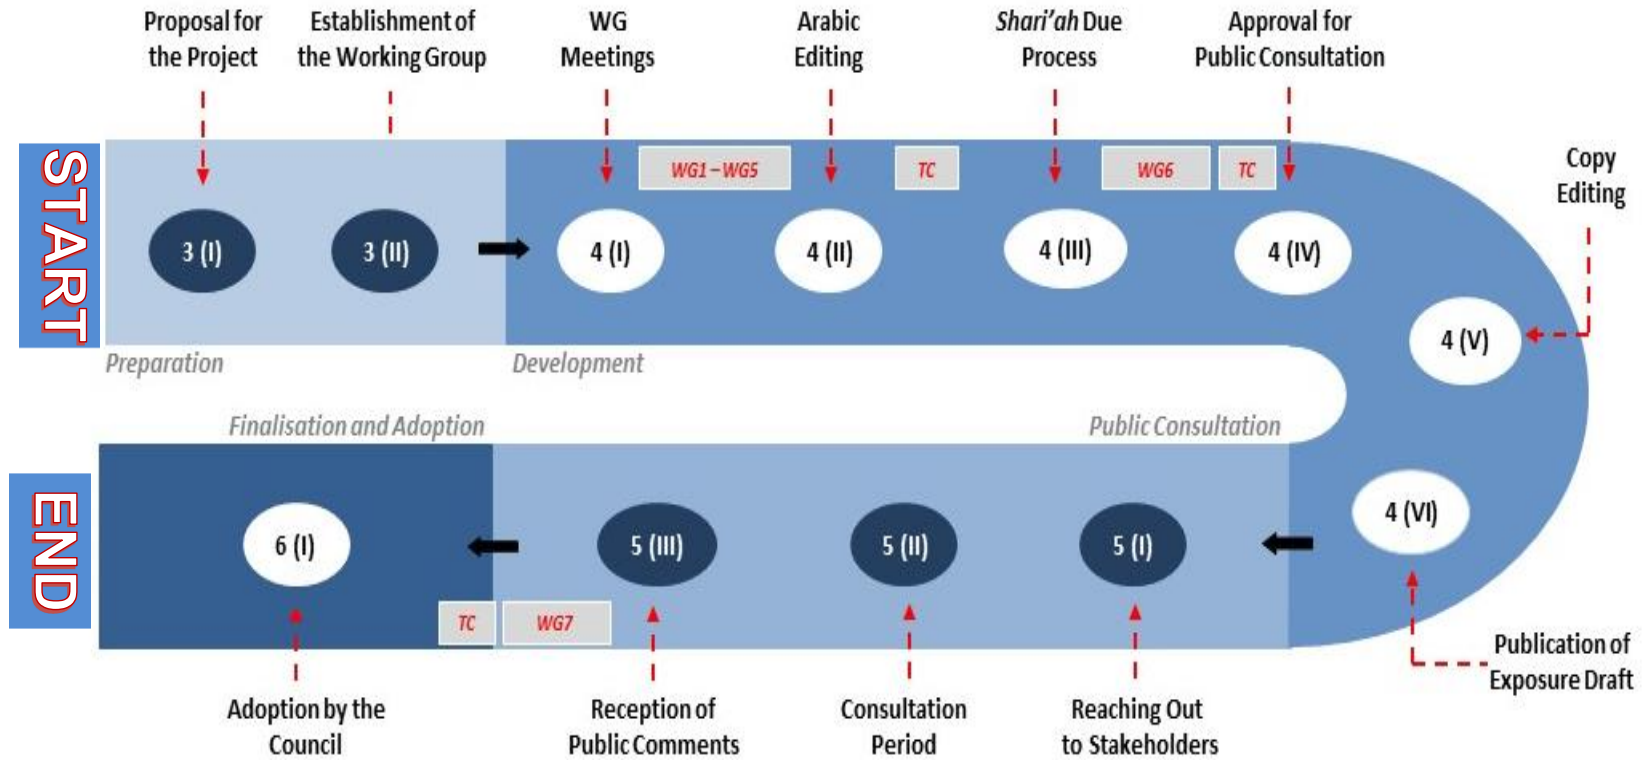 Proposal for
the Project
Establishment of
the Working Group
WG
Meetings
Arabic
Editing
Shari'ah Due
Process
Approval for
Public Consultation
Copy
Editing
START
WG1 – WG5
TC
WG6
TC
3 (I)
3 (II)
4 (I)
4 (II)
4 (III)
4 (IV)
4 (V)
Preparation
Development
Finalisation and Adoption
Public Consultation
END
4 (VI)
6 (I)
5 (III)
5 (II)
5 (I)
TC
WG7
Publication of
Exposure Draft
Adoption by the
Council
Reception of
Public Comments
Consultation
Period
Reaching Out
to Stakeholders